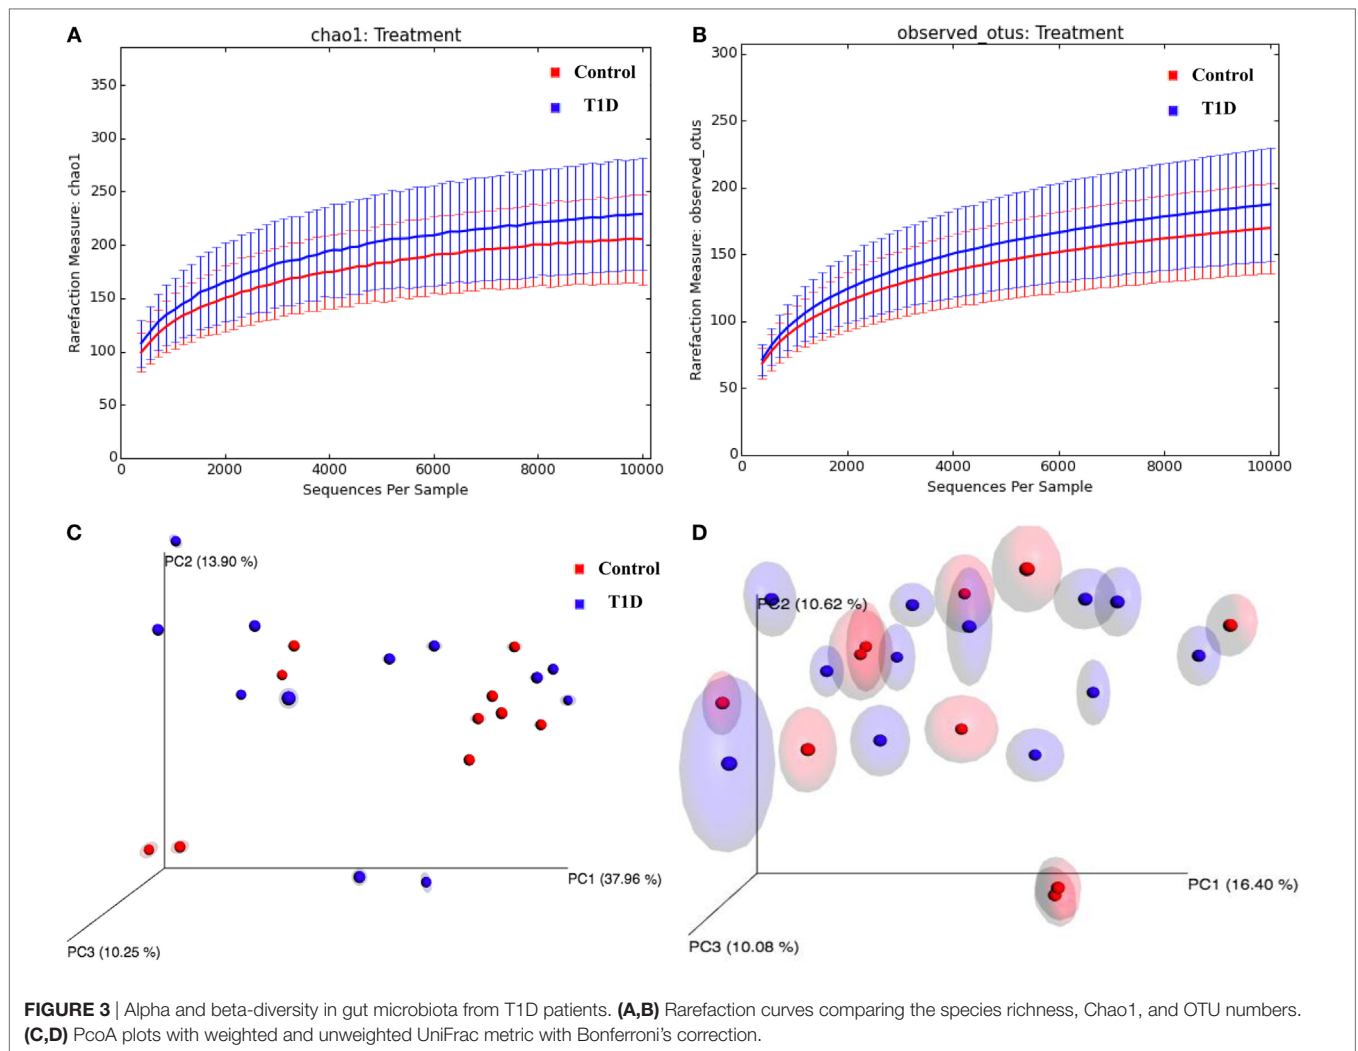 A
chao1: Treatment
Control
T1D
350
300
250
200
150
100
50
0
Rarefaction Measure: chao1
0 2000 4000 6000 8000 10000
Sequences Per Sample
B
observed_otus: Treatment
Control
T1D
300
250
200
150
100
50
0
Rarefaction Measure: observed_otus
0 2000 4000 6000 8000 10000
Sequences Per Sample
C
PC2 (13.90 %)
Control
T1D
PC1 (37.96 %)
PC3 (10.25 %)
D
PC2 (10.62 %)
PC1 (16.40 %)
PC3 (10.08 %)
FIGURE 3 | Alpha and beta-diversity in gut microbiota from T1D patients. (A,B) Rarefaction curves comparing the species richness, Chao1, and OTU numbers.
(C,D) PcoA plots with weighted and unweighted UniFrac metric with Bonferroni's correction.